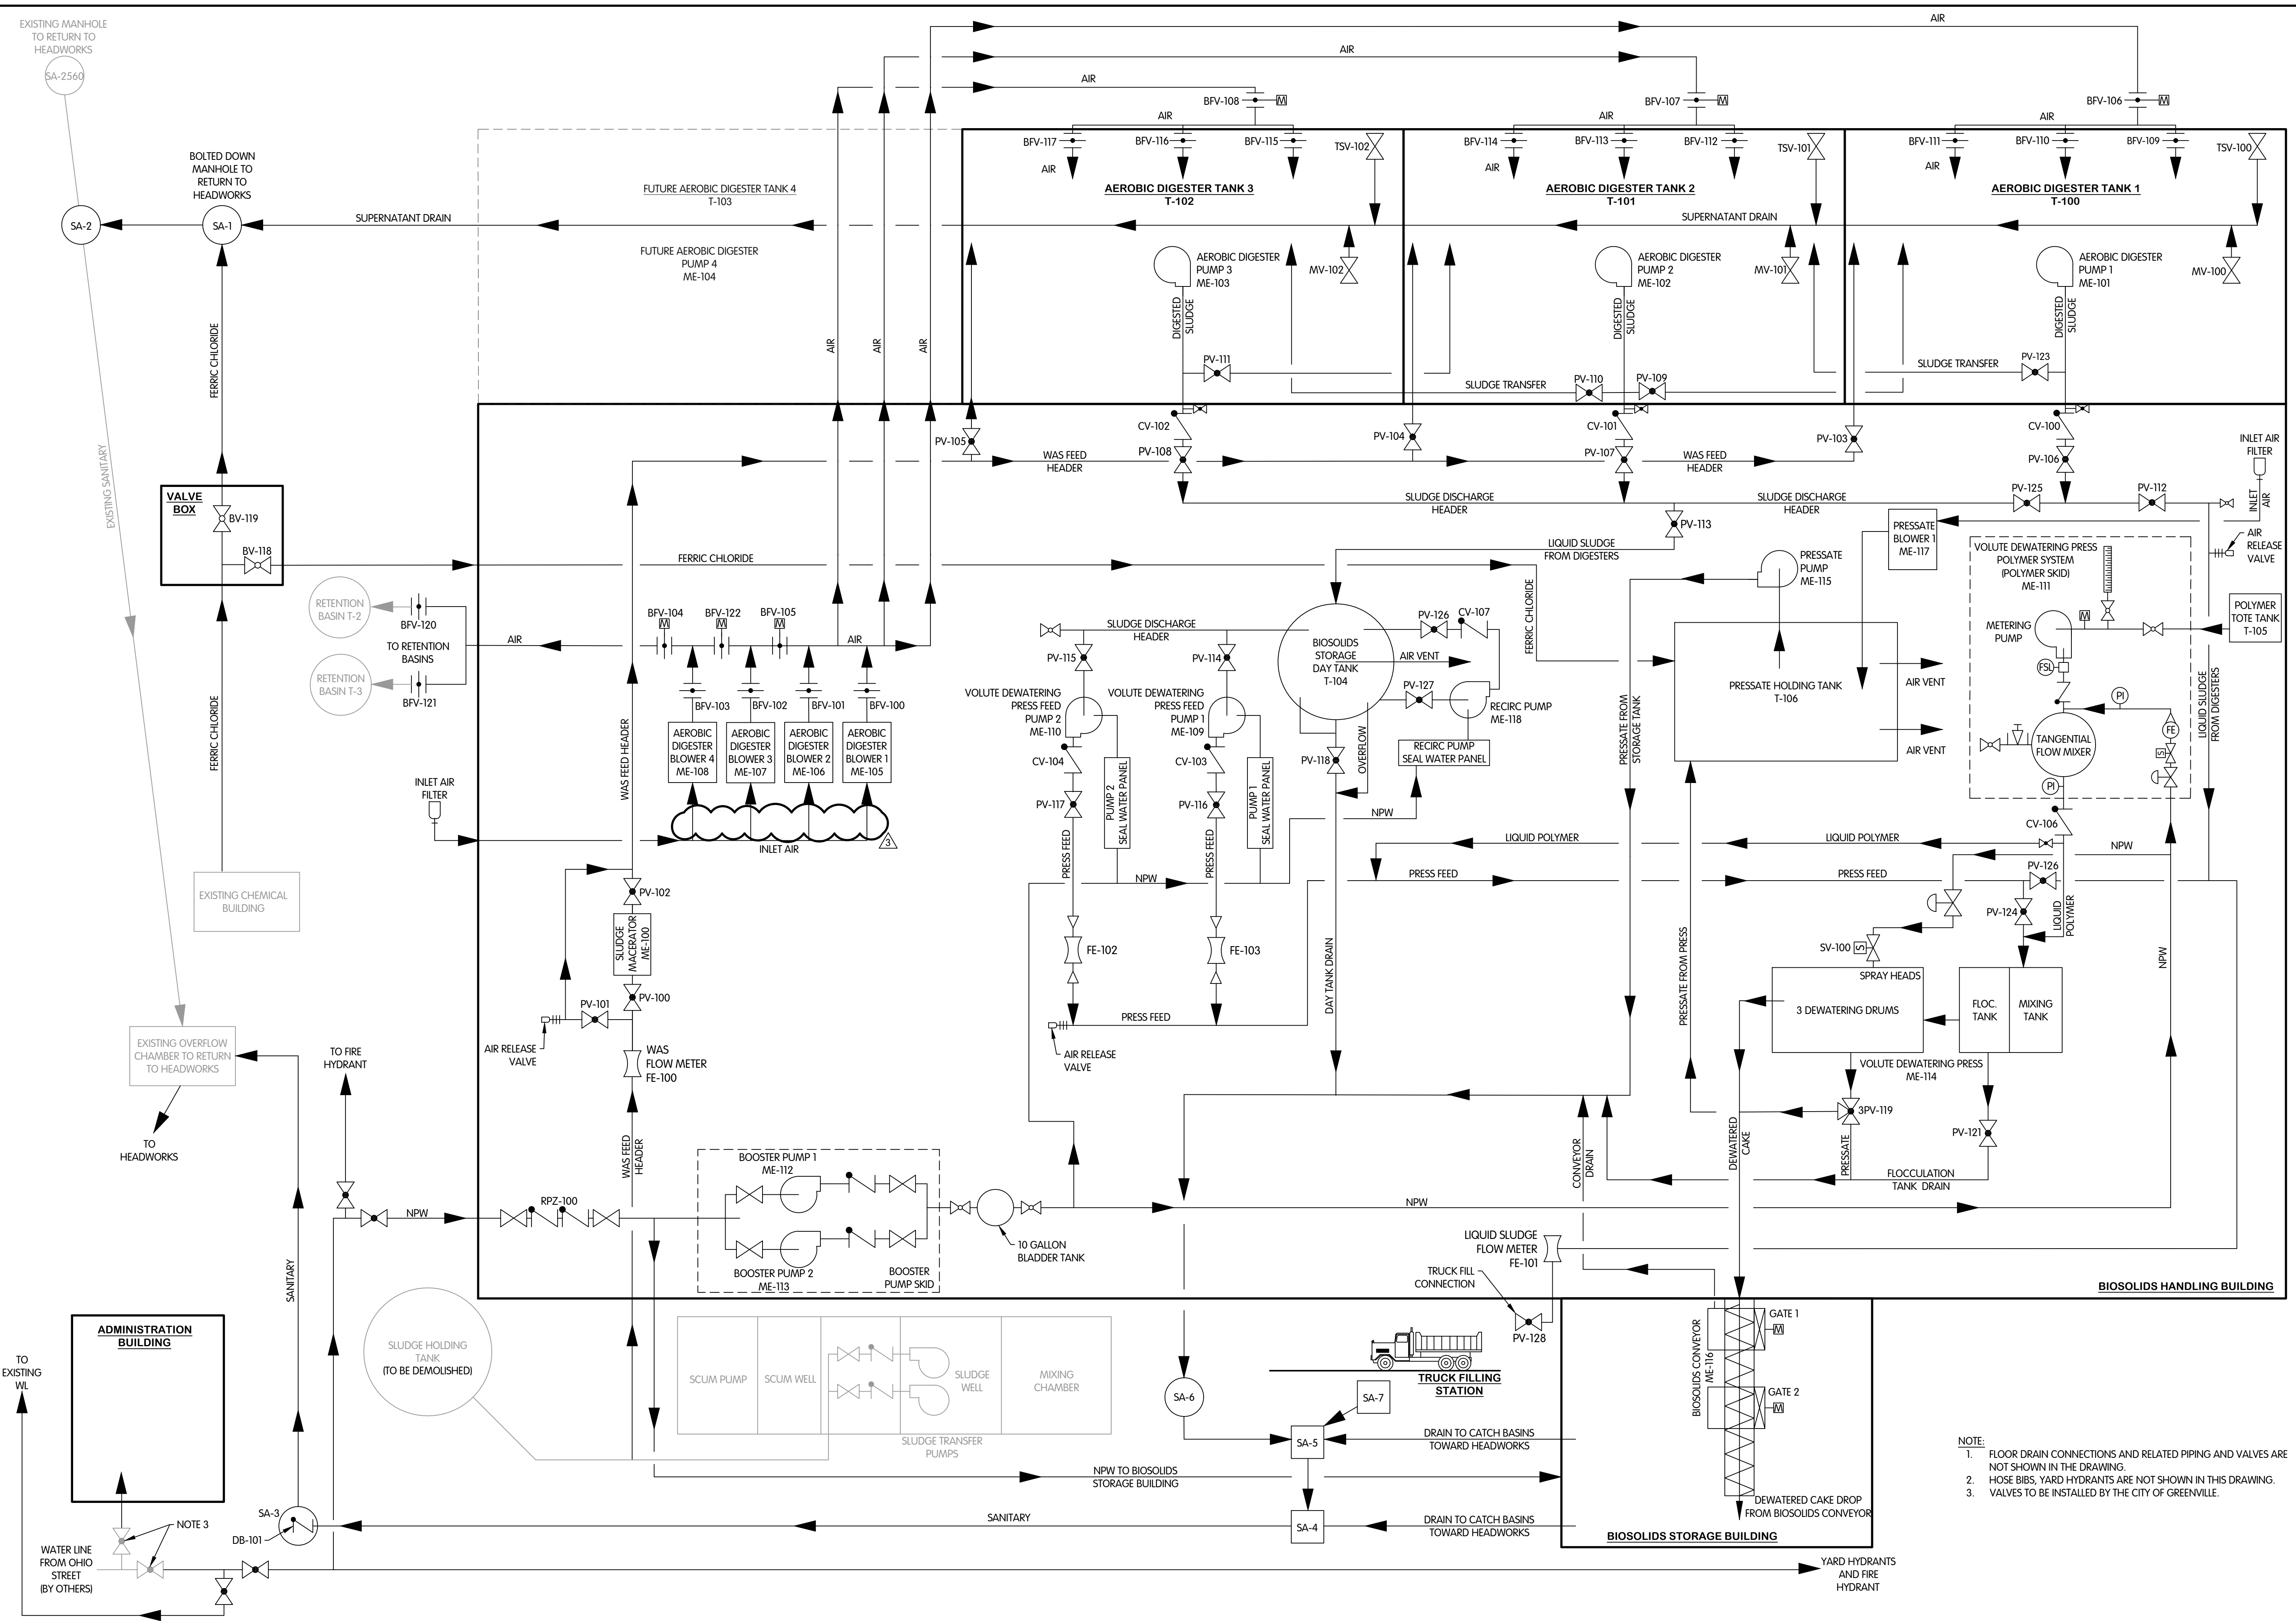 EXISTING MANHOLE
TO RETURN TO
HEADWORKS
SA-2560
AIR
AIR
AIR
BFV-108
M
BFV-107
M
BFV-106
M
AIR
AIR
AIR
BFV-117
BFV-116
BFV-115
TSV-102
BFV-114
BFV-113
BFV-112
TSV-101
BFV-111
BFV-110
BFV-109
TSV-100
AIR
AIR
AIR
BOLTED DOWN
MANHOLE TO
RETURN TO
HEADWORKS
FUTURE AEROBIC DIGESTER TANK 4
T-103
AEROBIC DIGESTER TANK 3
T-102
AEROBIC DIGESTER TANK 2
T-101
AEROBIC DIGESTER TANK 1
T-100
SA-2
SA-1
SUPERNATANT DRAIN
SUPERNATANT DRAIN
FUTURE AEROBIC DIGESTER
PUMP 4
ME-104
AEROBIC DIGESTER
PUMP 3
ME-103
MV-102
AEROBIC DIGESTER
PUMP 2
ME-102
MV-101
AEROBIC DIGESTER
PUMP 1
ME-101
MV-100
DIGESTED
SLUDGE
DIGESTED
SLUDGE
DIGESTED
SLUDGE
FERRIC CHLORIDE
AIR
AIR
AIR
PV-111
SLUDGE TRANSFER
PV-110
PV-109
SLUDGE TRANSFER
PV-123
EXISTING SANITARY
CV-102
CV-101
CV-100
PV-105
PV-104
PV-103
WAS FEED
HEADER
PV-108
WAS FEED
HEADER
PV-107
PV-106
INLET AIR
FILTER
VALVE
BOX
BV-119
BV-118
SLUDGE DISCHARGE
HEADER
SLUDGE DISCHARGE
HEADER
PV-125
PV-112
INLET
AIR
PV-113
PRESSATE
BLOWER 1
ME-117
AIR
RELEASE
VALVE
FERRIC CHLORIDE
LIQUID SLUDGE
FROM DIGESTERS
PRESSATE
PUMP
ME-115
VOLUTE DEWATERING PRESS
POLYMER SYSTEM
(POLYMER SKID)
ME-111
RETENTION
BASIN T-2
BFV-120
TO RETENTION
BASINS
RETENTION
BASIN T-3
BFV-121
AIR
BFV-104
M
BFV-122
M
BFV-105
M
AIR
SLUDGE DISCHARGE
HEADER
PV-115
PV-114
BIOSOLIDS
STORAGE
DAY TANK
T-104
PV-126
CV-107
AIR VENT
PV-127
FERRIC CHLORIDE
METERING
PUMP
M
POLYMER
TOTE TANK
T-105
FSL
PI
FE
S
TANGENTIAL
FLOW MIXER
PI
PRESSATE HOLDING TANK
T-106
AIR VENT
AIR VENT
LIQUID SLUDGE
FROM DIGESTERS
FERRIC CHLORIDE
WAS FEED HEADER
BFV-103
BFV-102
BFV-101
BFV-100
AEROBIC
DIGESTER
BLOWER 4
ME-108
AEROBIC
DIGESTER
BLOWER 3
ME-107
AEROBIC
DIGESTER
BLOWER 2
ME-106
AEROBIC
DIGESTER
BLOWER 1
ME-105
VOLUTE DEWATERING
PRESS FEED
PUMP 2
ME-110
VOLUTE DEWATERING
PRESS FEED
PUMP 1
ME-109
RECIRC PUMP
ME-118
RECIRC PUMP
SEAL WATER PANEL
CV-104
CV-103
PV-118
OVERFLOW
PRESSATE FROM
STORAGE TANK
INLET AIR
FILTER
INLET AIR
3
PV-117
PUMP 2
SEAL WATER PANEL
PV-116
PUMP 1
SEAL WATER PANEL
NPW
CV-106
LIQUID POLYMER
LIQUID POLYMER
NPW
PRESS FEED
PRESS FEED
NPW
PRESS FEED
PRESS FEED
PV-126
EXISTING CHEMICAL
BUILDING
PV-102
SLUDGE
MACERATOR
ME-100
PV-100
PV-101
AIR RELEASE
VALVE
WAS
FLOW METER
FE-100
FE-102
FE-103
PRESS FEED
AIR RELEASE
VALVE
DAY TANK DRAIN
PRESSATE FROM PRESS
PV-124
LIQUID
POLYMER
SV-100
S
SPRAY HEADS
3 DEWATERING DRUMS
FLOC.
TANK
MIXING
TANK
NPW
VOLUTE DEWATERING PRESS
ME-114
3PV-119
PV-121
PRESSATE
FLOCCULATION
TANK DRAIN
DEWATERED
CAKE
CONVEYOR
DRAIN
EXISTING OVERFLOW
CHAMBER TO RETURN
TO HEADWORKS
TO
HEADWORKS
TO FIRE
HYDRANT
WAS FEED
HEADER
NPW
RPZ-100
BOOSTER PUMP 1
ME-112
BOOSTER PUMP 2
ME-113
BOOSTER
PUMP SKID
10 GALLON
BLADDER TANK
NPW
LIQUID SLUDGE
FLOW METER
FE-101
TRUCK FILL
CONNECTION
PV-128
BIOSOLIDS HANDLING BUILDING
SANITARY
ADMINISTRATION
BUILDING
TO
EXISTING
WL
SLUDGE HOLDING
TANK
(TO BE DEMOLISHED)
SCUM PUMP
SCUM WELL
SLUDGE
WELL
MIXING
CHAMBER
SLUDGE TRANSFER
PUMPS
TRUCK FILLING
STATION
SA-6
SA-7
SA-5
SA-4
BIOSOLIDS CONVEYOR
ME-116
GATE 1
M
GATE 2
M
DRAIN TO CATCH BASINS
TOWARD HEADWORKS
NPW TO BIOSOLIDS
STORAGE BUILDING
DRAIN TO CATCH BASINS
TOWARD HEADWORKS
DEWATERED CAKE DROP
FROM BIOSOLIDS CONVEYOR
BIOSOLIDS STORAGE BUILDING
SA-3
DB-101
SANITARY
NOTE 3
WATER LINE
FROM OHIO
STREET
(BY OTHERS)
YARD HYDRANTS
AND FIRE
HYDRANT
NOTE:
1. FLOOR DRAIN CONNECTIONS AND RELATED PIPING AND VALVES ARE
NOT SHOWN IN THE DRAWING.
2. HOSE BIBS, YARD HYDRANTS ARE NOT SHOWN IN THIS DRAWING.
3. VALVES TO BE INSTALLED BY THE CITY OF GREENVILLE.